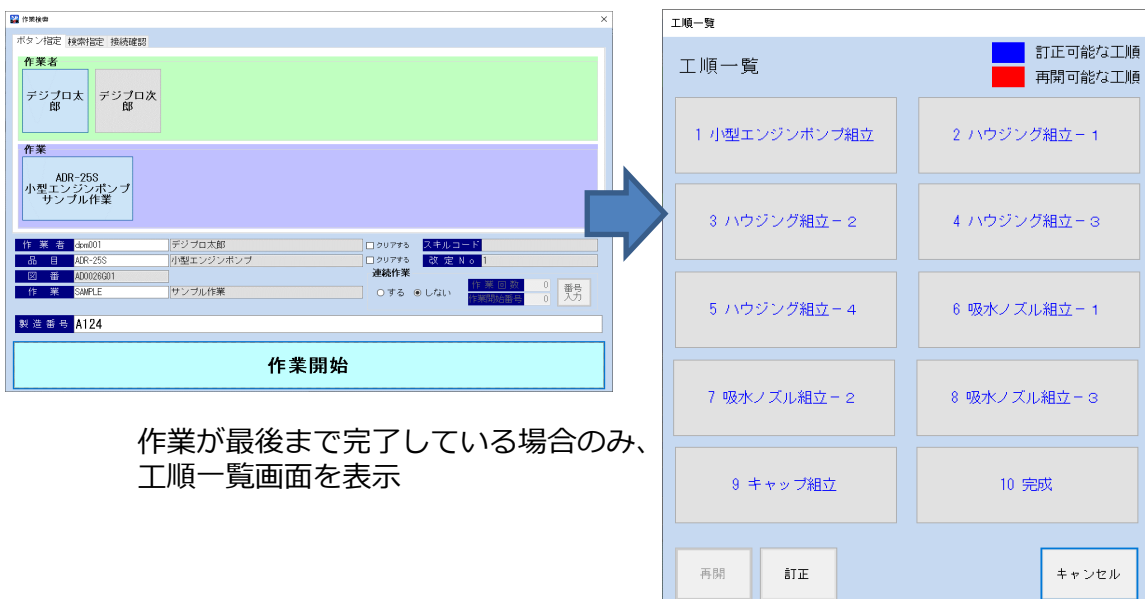 作業検索
ボタン指定 検索指定 接続確認
作業者
デジプロ太
郎
デジプロ次
郎
作業
ADR-25S
小型エンジンポンプ
サンプル作業
作業者 dpm001 デジプロ太郎 クリアする スキルコード
品目 ADR-25S 小型エンジンポンプ クリアする 改定No 1
図番 AD0026G01 連続作業
作業 SAMPLE サンプル作業 する しない 作業回数 0
作業開始番号 0
番号
入力
製造番号 A124
作業開始
作業が最後まで完了している場合のみ、
工順一覧画面を表示
工順一覧
工順一覧
訂正可能な工順
再開可能な工順
1 小型エンジンポンプ組立
2 ハウジング組立-1
3 ハウジング組立-2
4 ハウジング組立-3
5 ハウジング組立-4
6 吸水ノズル組立-1
7 吸水ノズル組立-2
8 吸水ノズル組立-3
9 キャップ組立
10 完成
再開 訂正 キャンセル